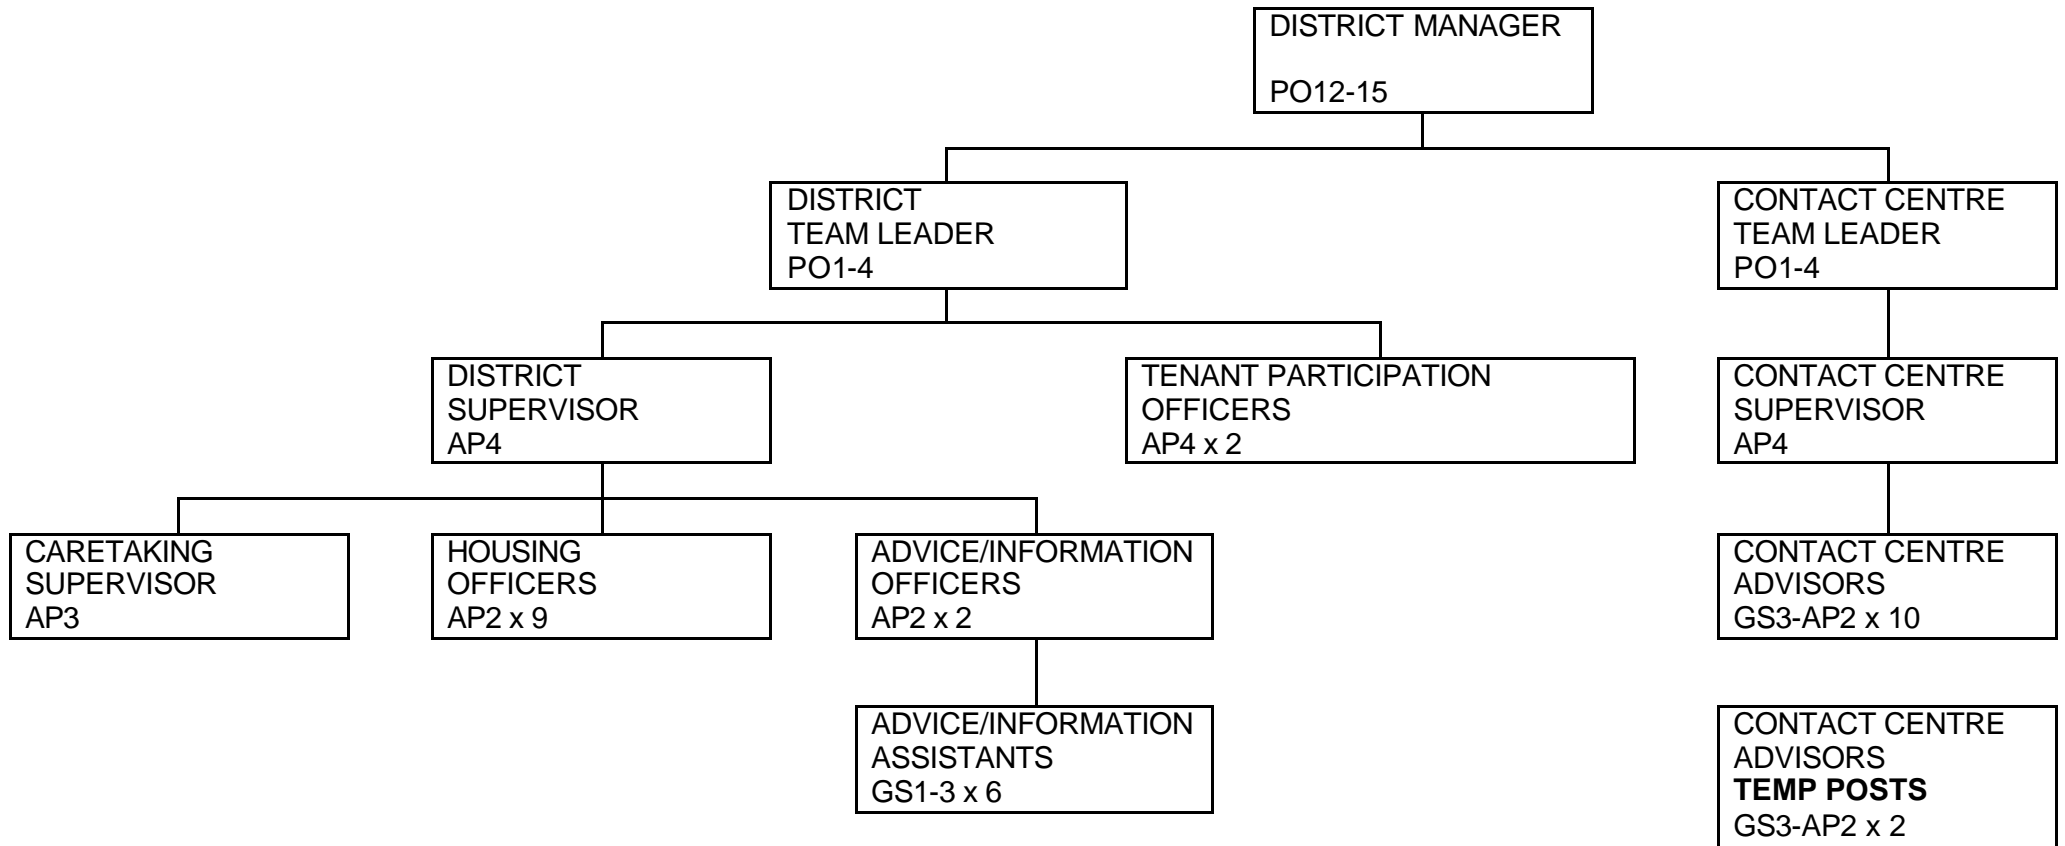 DISTRICT MANAGER
PO12-15
DISTRICT
TEAM LEADER
PO1-4
CONTACT CENTRE
TEAM LEADER
PO1-4
DISTRICT
SUPERVISOR
AP4
TENANT PARTICIPATION
OFFICERS
AP4 x 2
CONTACT CENTRE
SUPERVISOR
AP4
CARETAKING
SUPERVISOR
AP3
HOUSING
OFFICERS
AP2 x 9
ADVICE/INFORMATION
OFFICERS
AP2 x 2
CONTACT CENTRE
ADVISORS
GS3-AP2 x 10
ADVICE/INFORMATION
ASSISTANTS
GS1-3 x 6
CONTACT CENTRE
ADVISORS
TEMP POSTS
GS3-AP2 x 2